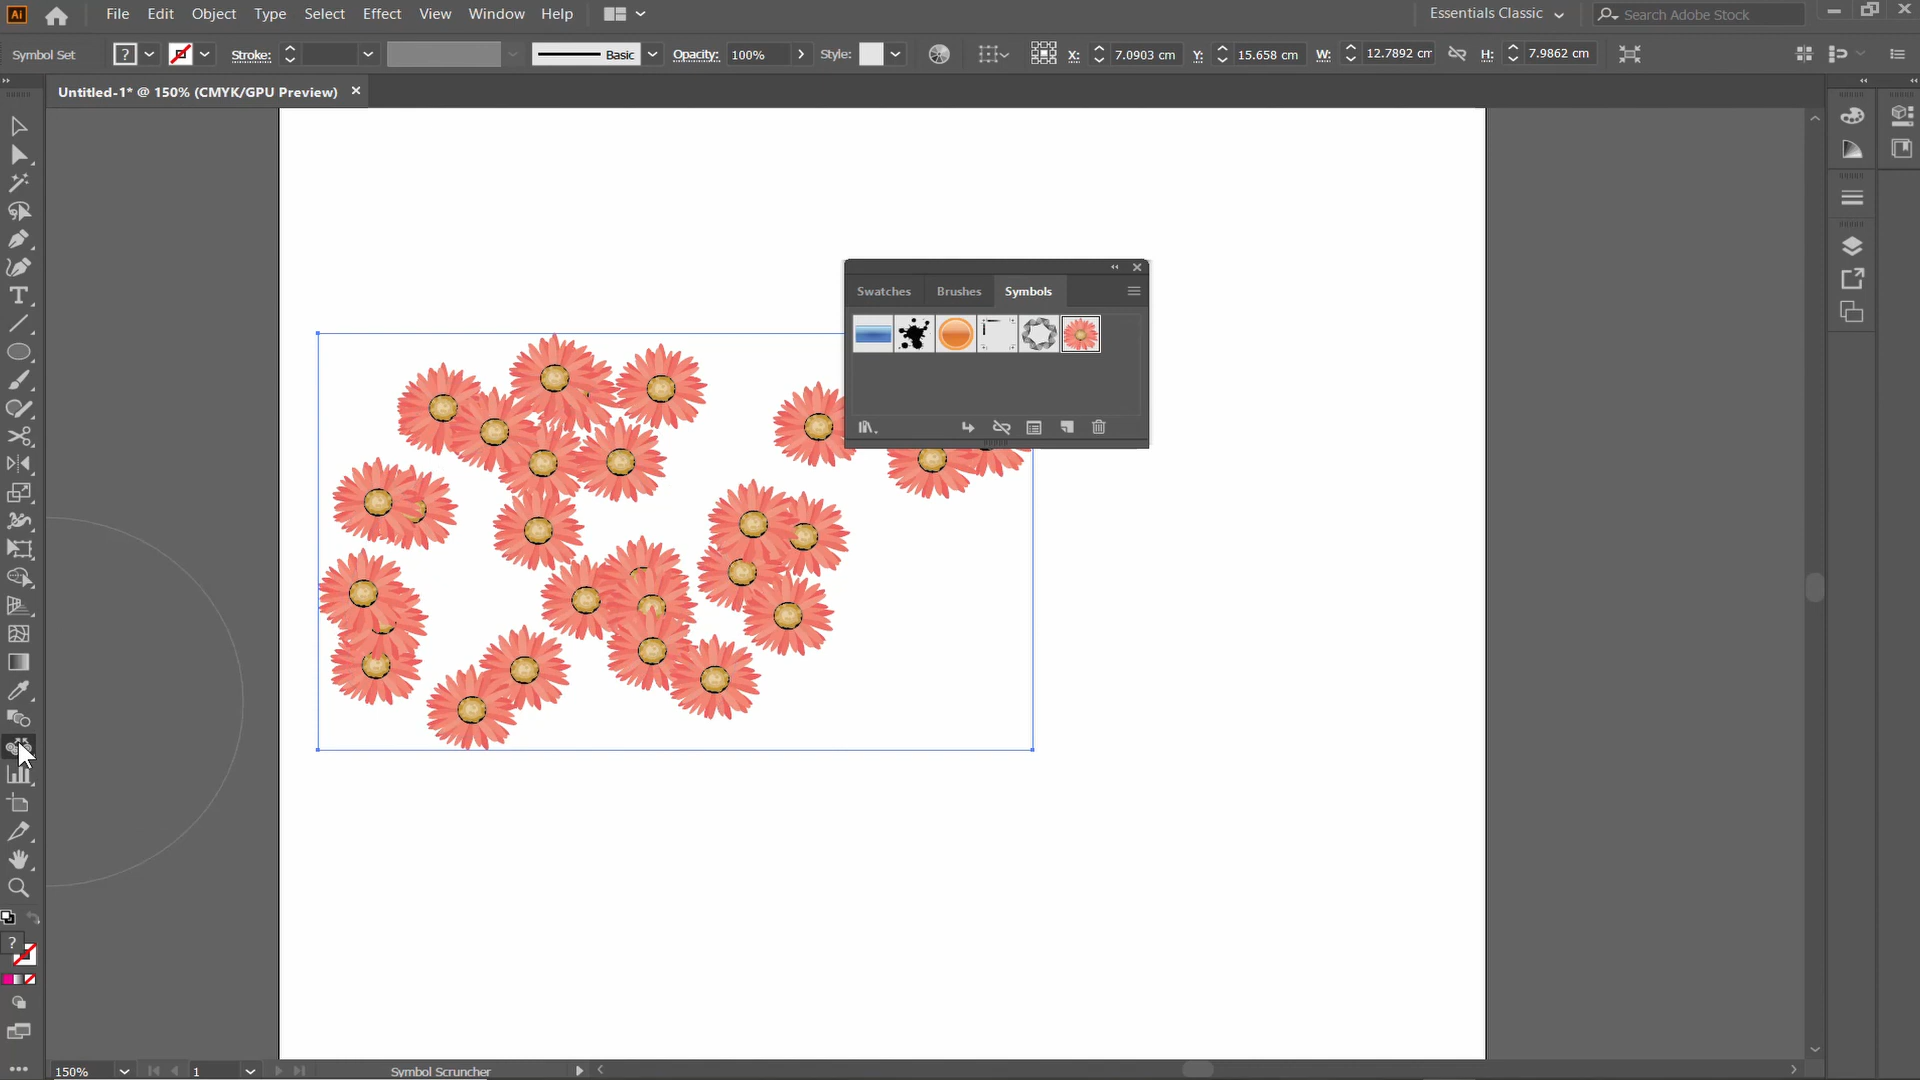 Ai File Edit Object Type Select Effect View Window Help Essentials Classic Search Adobe Stock
Symbol Set ? Stroke: Basic Opacity: 100% Style: X: 7.0903 cm Y: 15.658 cm W: 12.7892 cm H: 7.9862 cm
Untitled-1* @ 150% (CMYK/GPU Preview)
Swatches Brushes Symbols
?
150% 1 Symbol Scruncher